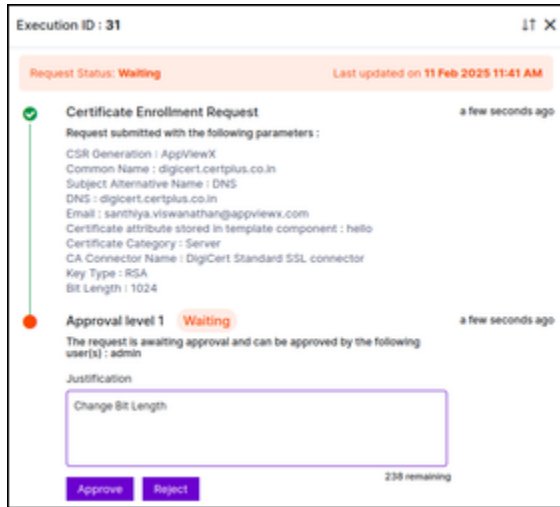 Execution ID : 31
Request Status: Waiting Last updated on 11 Feb 2025 11:41 AM
Certificate Enrollment Request a few seconds ago
Request submitted with the following parameters :
CSR Generation : AppViewX
Common Name : digicert.certplus.co.in
Subject Alternative Name : DNS
DNS : digicert.certplus.co.in
Email : santhiya.viswanathan@appviewx.com
Certificate attribute stored in template component : hello
Certificate Category : Server
CA Connector Name : DigiCert Standard SSL connector
Key Type : RSA
Bit Length : 1024
Approval level 1 Waiting a few seconds ago
The request is awaiting approval and can be approved by the following
user(s) : admin
Justification
Change Bit Length
238 remaining
Approve Reject